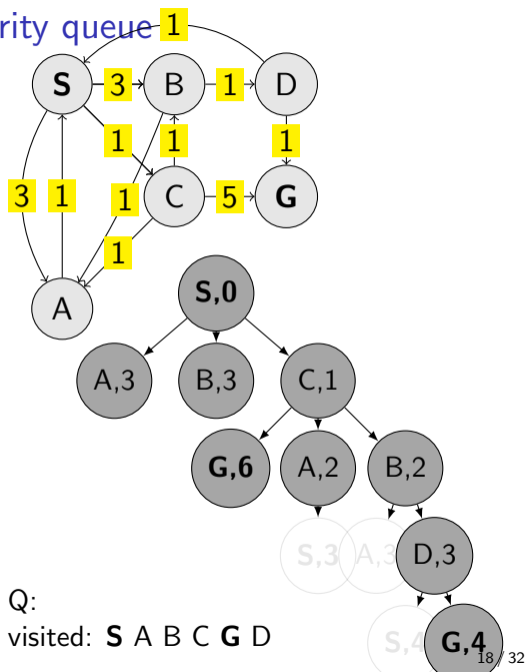 rity queue
1
S 3 B 1 D
1 1 1
3 1 1 C 5 G
1
A
S,0
A,3 B,3 C,1
G,6 A,2 B,2
S,3 A,3 D,3
Q:
visited: S A B C G D
S,4 G,4
18 / 32